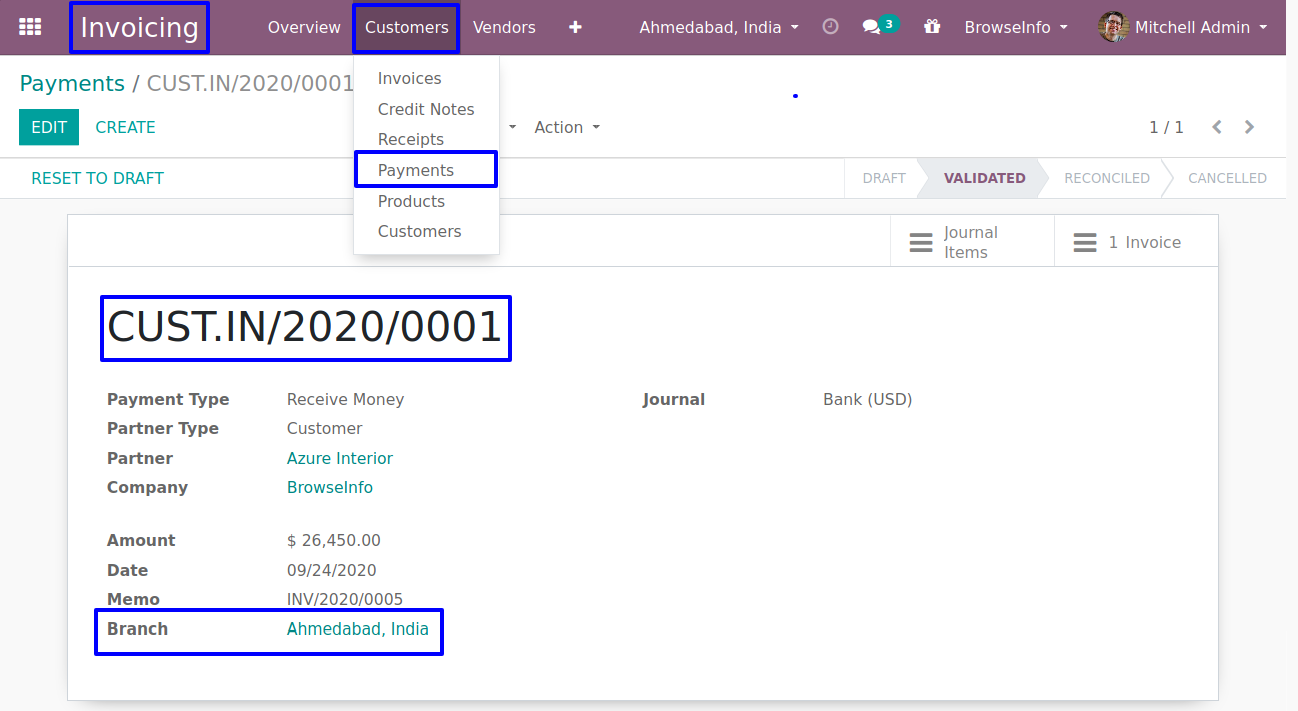 Invoicing Overview Customers Vendors Ahmedabad, India 3 BrowseInfo Mitchell Admin
Payments / CUST.IN/2020/0001
Invoices
Credit Notes
Receipts
Payments
Products
Customers
EDIT CREATE Action 1 / 1
RESET TO DRAFT DRAFT VALIDATED RECONCILED CANCELLED
Journal
Items
1 Invoice
CUST.IN/2020/0001
Payment Type Receive Money Journal Bank (USD)
Partner Type Customer
Partner Azure Interior
Company BrowseInfo
Amount $ 26,450.00
Date 09/24/2020
Memo INV/2020/0005
Branch Ahmedabad, India